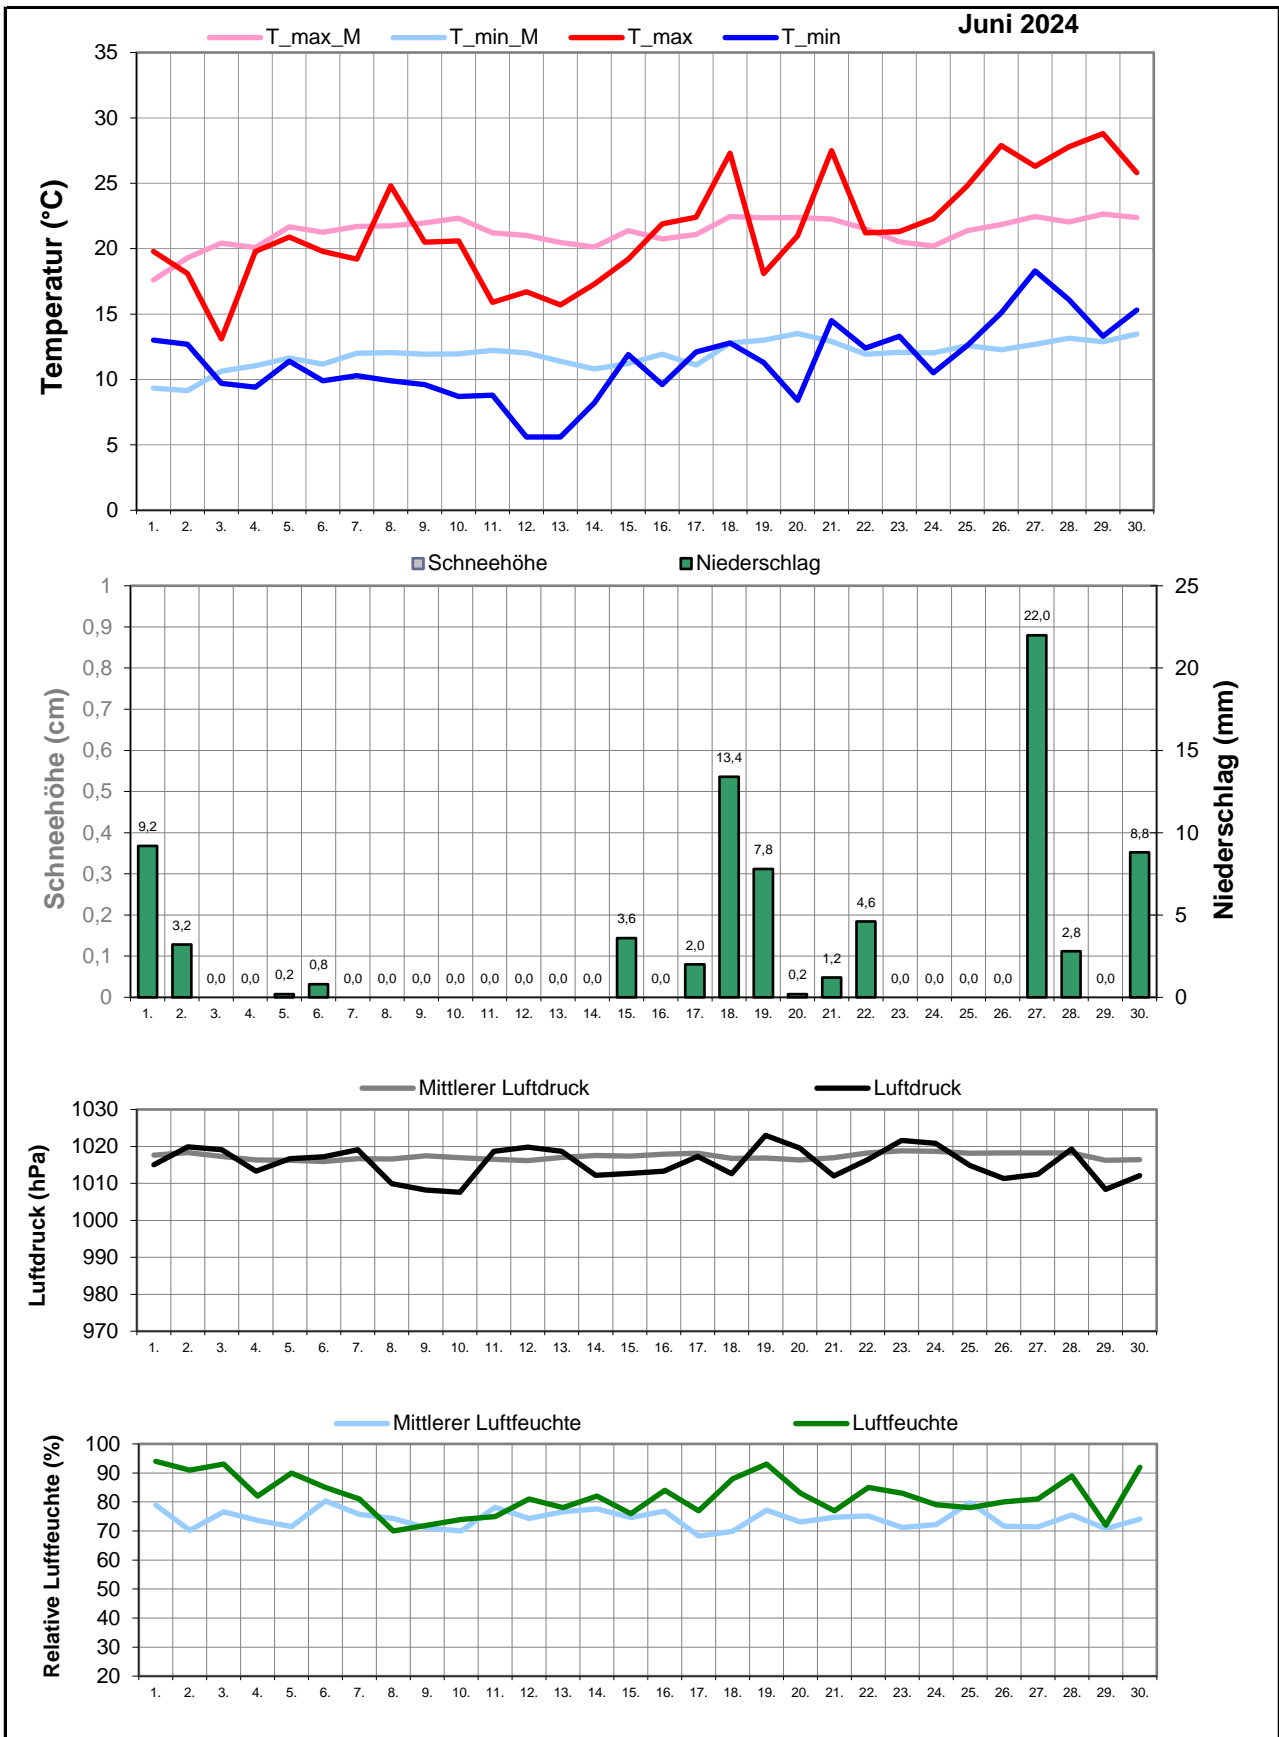 Juni 2024
T_max_M T_min_M T_max T_min
Temperatur (°C)
35
30
25
20
15
10
5
0
1. 2. 3. 4. 5. 6. 7. 8. 9. 10. 11. 12. 13. 14. 15. 16. 17. 18. 19. 20. 21. 22. 23. 24. 25. 26. 27. 28. 29. 30.
Schneehöhe Niederschlag
Schneehöhe (cm)
1
0,9
0,8
0,7
0,6
0,5
0,4
0,3
0,2
0,1
0
9,2 3,2 0,0 0,0 0,2 0,8 0,0 0,0 0,0 0,0 0,0 0,0 0,0 0,0 3,6 0,0 2,0 13,4 7,8 0,2 1,2 4,6 0,0 0,0 0,0 0,0 22,0 2,8 0,0 8,8
25
20
15
10
5
0
Niederschlag (mm)
1. 2. 3. 4. 5. 6. 7. 8. 9. 10. 11. 12. 13. 14. 15. 16. 17. 18. 19. 20. 21. 22. 23. 24. 25. 26. 27. 28. 29. 30.
Mittlerer Luftdruck Luftdruck
Luftdruck (hPa)
1030
1020
1010
1000
990
980
970
1. 2. 3. 4. 5. 6. 7. 8. 9. 10. 11. 12. 13. 14. 15. 16. 17. 18. 19. 20. 21. 22. 23. 24. 25. 26. 27. 28. 29. 30.
Mittlerer Luftfeuchte Luftfeuchte
Relative Luftfeuchte (%)
100
90
80
70
60
50
40
30
20
1. 2. 3. 4. 5. 6. 7. 8. 9. 10. 11. 12. 13. 14. 15. 16. 17. 18. 19. 20. 21. 22. 23. 24. 25. 26. 27. 28. 29. 30.